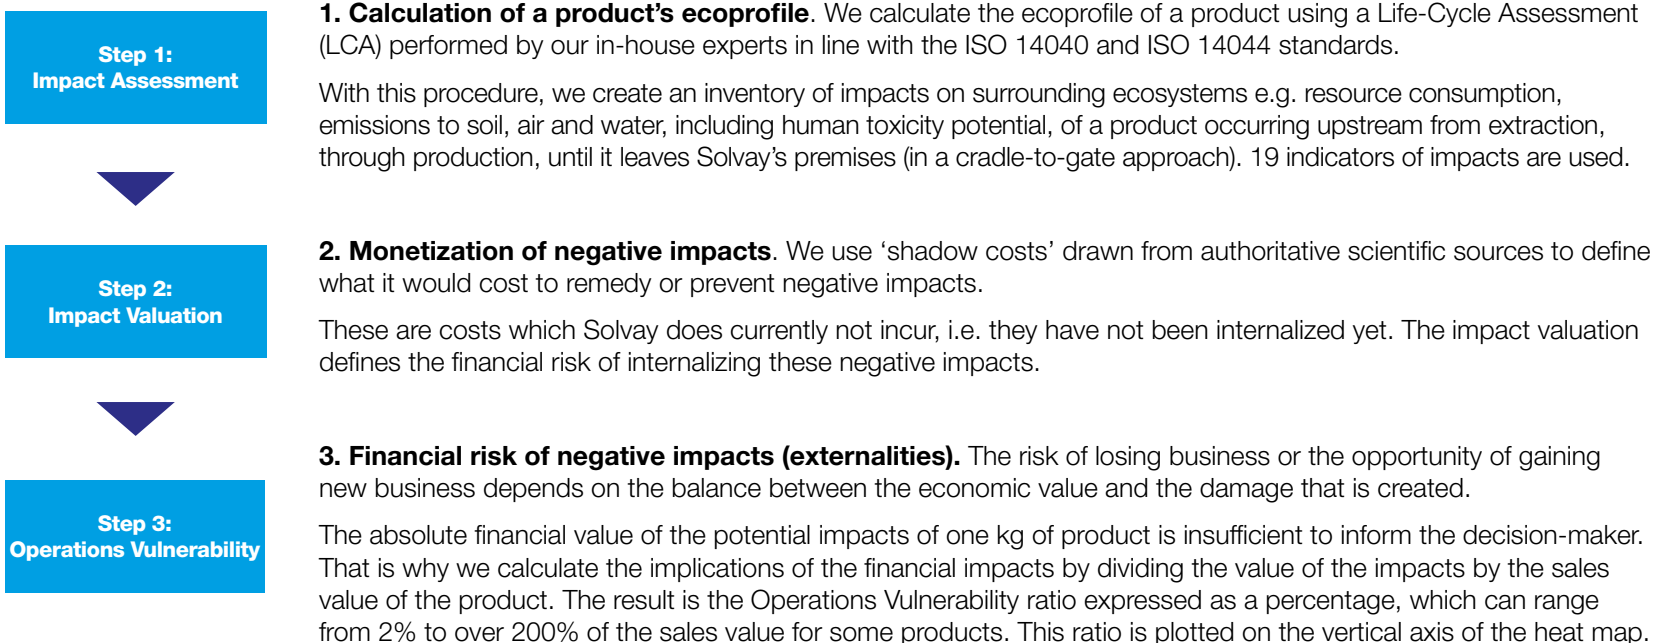 Step 1:
Impact Assessment
1. Calculation of a product’s ecoprofile. We calculate the ecoprofile of a product using a Life-Cycle Assessment
(LCA) performed by our in-house experts in line with the ISO 14040 and ISO 14044 standards.
With this procedure, we create an inventory of impacts on surrounding ecosystems e.g. resource consumption,
emissions to soil, air and water, including human toxicity potential, of a product occurring upstream from extraction,
through production, until it leaves Solvay’s premises (in a cradle-to-gate approach). 19 indicators of impacts are used.
Step 2:
Impact Valuation
2. Monetization of negative impacts. We use ‘shadow costs’ drawn from authoritative scientific sources to define
what it would cost to remedy or prevent negative impacts.
These are costs which Solvay does currently not incur, i.e. they have not been internalized yet. The impact valuation
defines the financial risk of internalizing these negative impacts.
Step 3:
Operations Vulnerability
3. Financial risk of negative impacts (externalities). The risk of losing business or the opportunity of gaining
new business depends on the balance between the economic value and the damage that is created.
The absolute financial value of the potential impacts of one kg of product is insufficient to inform the decision-maker.
That is why we calculate the implications of the financial impacts by dividing the value of the impacts by the sales
value of the product. The result is the Operations Vulnerability ratio expressed as a percentage, which can range
from 2% to over 200% of the sales value for some products. This ratio is plotted on the vertical axis of the heat map.